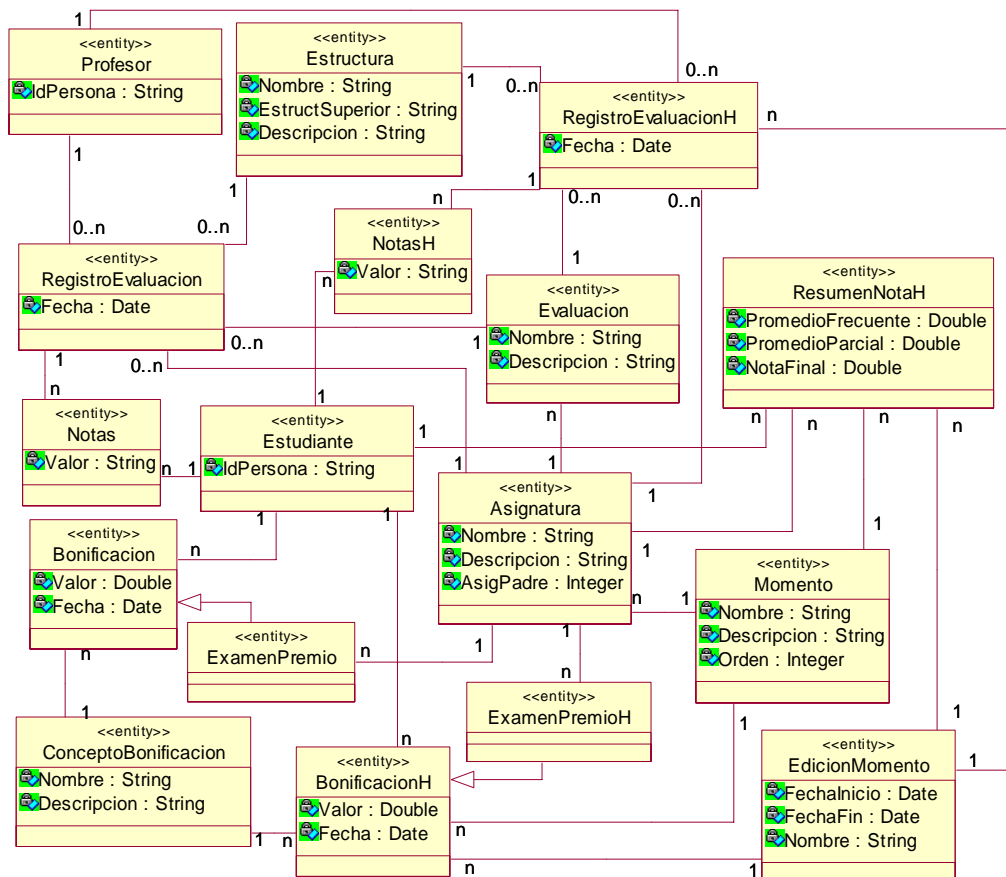 1
1
<<entity>>
Profesor
IdPersona : String
<<entity>>
Estructura
Nombre : String
EstructSuperior : String
Descripcion : String
1
0..n
0..n
<<entity>>
RegistroEvaluacionH
Fecha : Date
n
1
0..n
1
0..n
1
n
0..n
0..n
<<entity>>
NotasH
Valor : String
n
<<entity>>
RegistroEvaluacion
Fecha : Date
1
0..n
0..n
1
n
1
<<entity>>
Evaluacion
Nombre : String
Descripcion : String
n
1
<<entity>>
ResumenNotaH
PromedioFrecuente : Double
PromedioParcial : Double
NotaFinal : Double
n
n
n
n
<<entity>>
Notas
Valor : String
n
1
1
<<entity>>
Estudiante
IdPersona : String
1
1
1
1
1
<<entity>>
Asignatura
Nombre : String
Descripcion : String
AsigPadre : Integer
1
1
n
1
1
1
<<entity>>
Bonificacion
Valor : Double
Fecha : Date
n
n
<<entity>>
ExamenPremio
n
<<entity>>
Momento
Nombre : String
Descripcion : String
Orden : Integer
1
1
n
<<entity>>
ExamenPremioH
1
<<entity>>
ConceptoBonificacion
Nombre : String
Descripcion : String
1
n
n
<<entity>>
BonificacionH
Valor : Double
Fecha : Date
n
n
1
1
1
<<entity>>
EdicionMomento
FechaInicio : Date
FechaFin : Date
Nombre : String